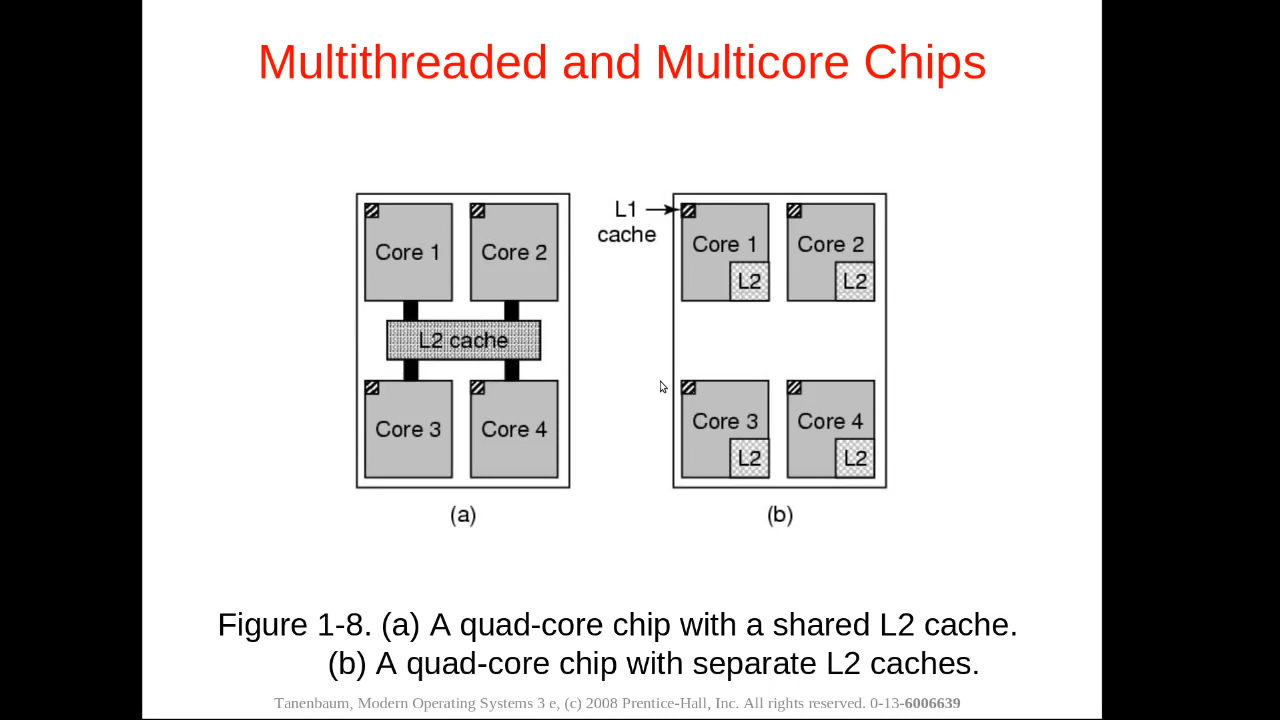 Multithreaded and Multicore Chips
Core 1
Core 2
L2 cache
Core 3
Core 4
(a)
L1
cache
Core 1
L2
Core 2
L2
Core 3
L2
Core 4
L2
(b)
Figure 1-8. (a) A quad-core chip with a shared L2 cache.
(b) A quad-core chip with separate L2 caches.
Tanenbaum, Modern Operating Systems 3 e, (c) 2008 Prentice-Hall, Inc. All rights reserved. 0-13-6006639